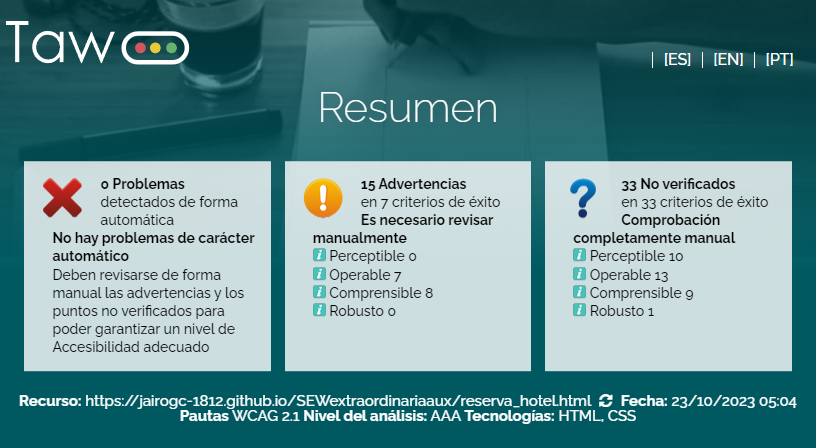 Taw
[ES] [EN] [PT]
Resumen
0 Problemas
detectados de forma
automática
No hay problemas de carácter
automático
Deben revisarse de forma
manual las advertencias y los
puntos no verificados para
poder garantizar un nivel de
Accesibilidad adecuado
15 Advertencias
en 7 criterios de éxito
Es necesario revisar
manualmente
Perceptible 0
Operable 7
Comprensible 8
Robusto 0
33 No verificados
en 33 criterios de éxito
Comprobación
completamente manual
Perceptible 10
Operable 13
Comprensible 9
Robusto 1
Recurso: https://jairogc-1812.github.io/SEWextraordinariaaux/reserva_hotel.html Fecha: 23/10/2023 05:04
Pautas WCAG 2.1 Nivel del análisis: AAA Tecnologías: HTML, CSS